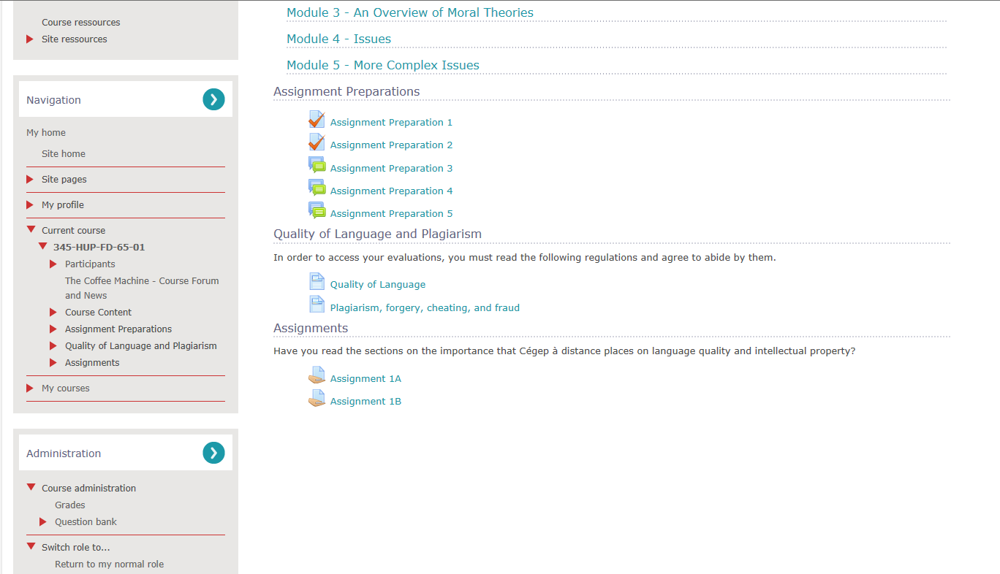 Course ressources
Site ressources
Navigation
My home
Site home
Site pages
My profile
Current course
345-HUP-FD-65-01
Participants
The Coffee Machine - Course Forum
and News
Course Content
Assignment Preparations
Quality of Language and Plagiarism
Assignments
My courses
Administration
Course administration
Grades
Question bank
Switch role to...
Return to my normal role
Module 3 - An Overview of Moral Theories
Module 4 - Issues
Module 5 - More Complex Issues
Assignment Preparations
Assignment Preparation 1
Assignment Preparation 2
Assignment Preparation 3
Assignment Preparation 4
Assignment Preparation 5
Quality of Language and Plagiarism
In order to access your evaluations, you must read the following regulations and agree to abide by them.
Quality of Language
Plagiarism, forgery, cheating, and fraud
Assignments
Have you read the sections on the importance that Cégep à distance places on language quality and intellectual property?
Assignment 1A
Assignment 1B